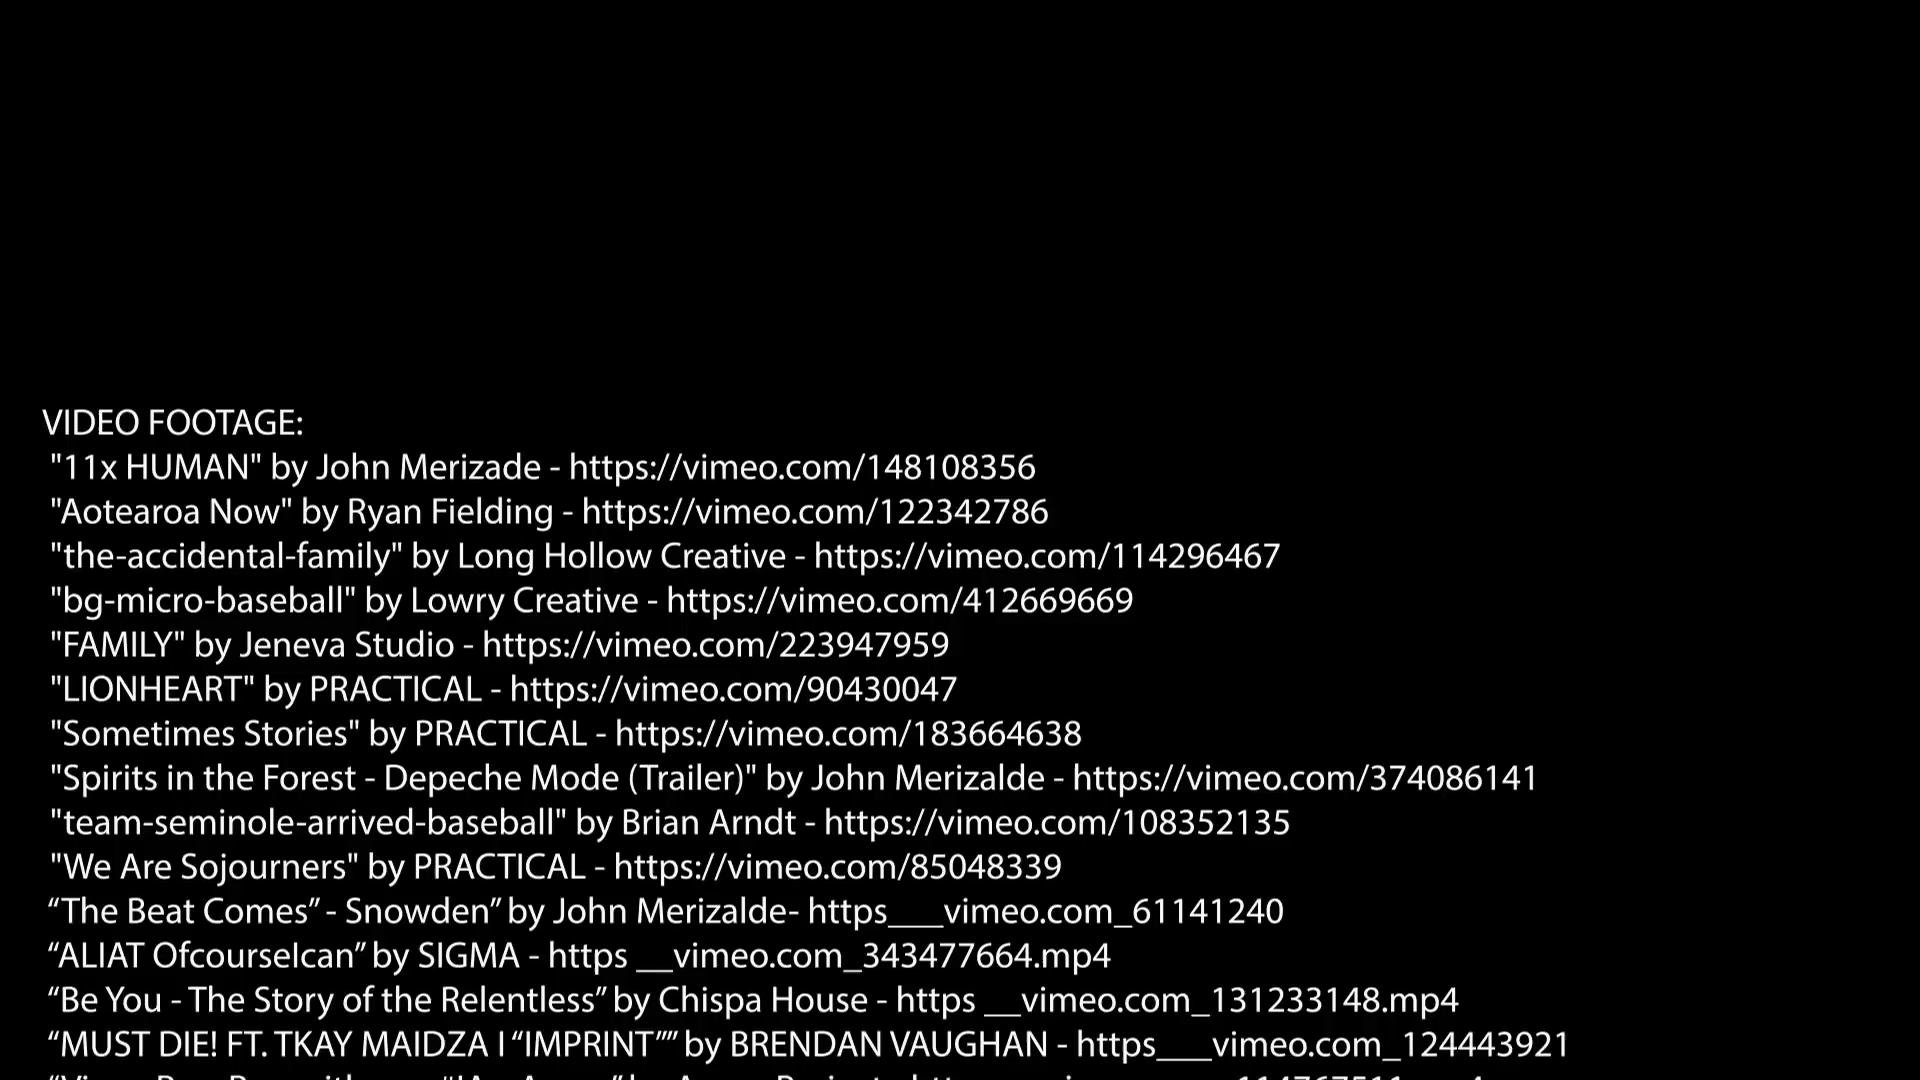 VIDEO FOOTAGE:
"11x HUMAN" by John Merizade - https://vimeo.com/148108356
"Aotearoa Now" by Ryan Fielding - https://vimeo.com/122342786
"the-accidental-family" by Long Hollow Creative - https://vimeo.com/114296467
"bg-micro-baseball" by Lowry Creative - https://vimeo.com/412669669
"FAMILY" by Jeneva Studio - https://vimeo.com/223947959
"LIONHEART" by PRACTICAL - https://vimeo.com/90430047
"Sometimes Stories" by PRACTICAL - https://vimeo.com/183664638
"Spirits in the Forest - Depeche Mode (Trailer)" by John Merizalde - https://vimeo.com/374086141
"team-seminole-arrived-baseball" by Brian Arndt - https://vimeo.com/108352135
"We Are Sojourners" by PRACTICAL - https://vimeo.com/85048339
“The Beat Comes” - Snowden” by John Merizalde- https___vimeo.com_61141240
“ALIAT OfcourseIcan” by SIGMA - https __vimeo.com_343477664.mp4
“Be You - The Story of the Relentless” by Chispa House - https __vimeo.com_131233148.mp4
“MUST DIE! FT. TKAY MAIDZA I “IMPRINT”” by BRENDAN VAUGHAN - https___vimeo.com_124443921